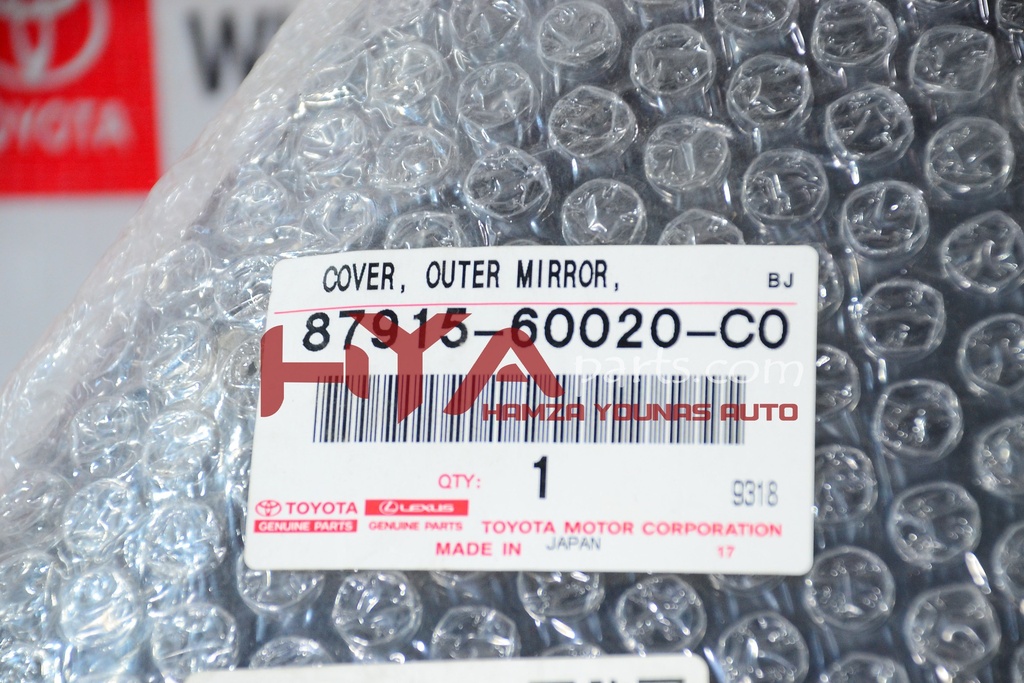 TOYOTA
COVER, OUTER MIRROR,
BJ
87915-60020-C0
HYA
parts.com
HAMZA YOUNAS AUTO
QTY: 1
9318
TOYOTA
GENUINE PARTS
LEXUS
GENUINE PARTS
TOYOTA MOTOR CORPORATION
MADE IN JAPAN
17